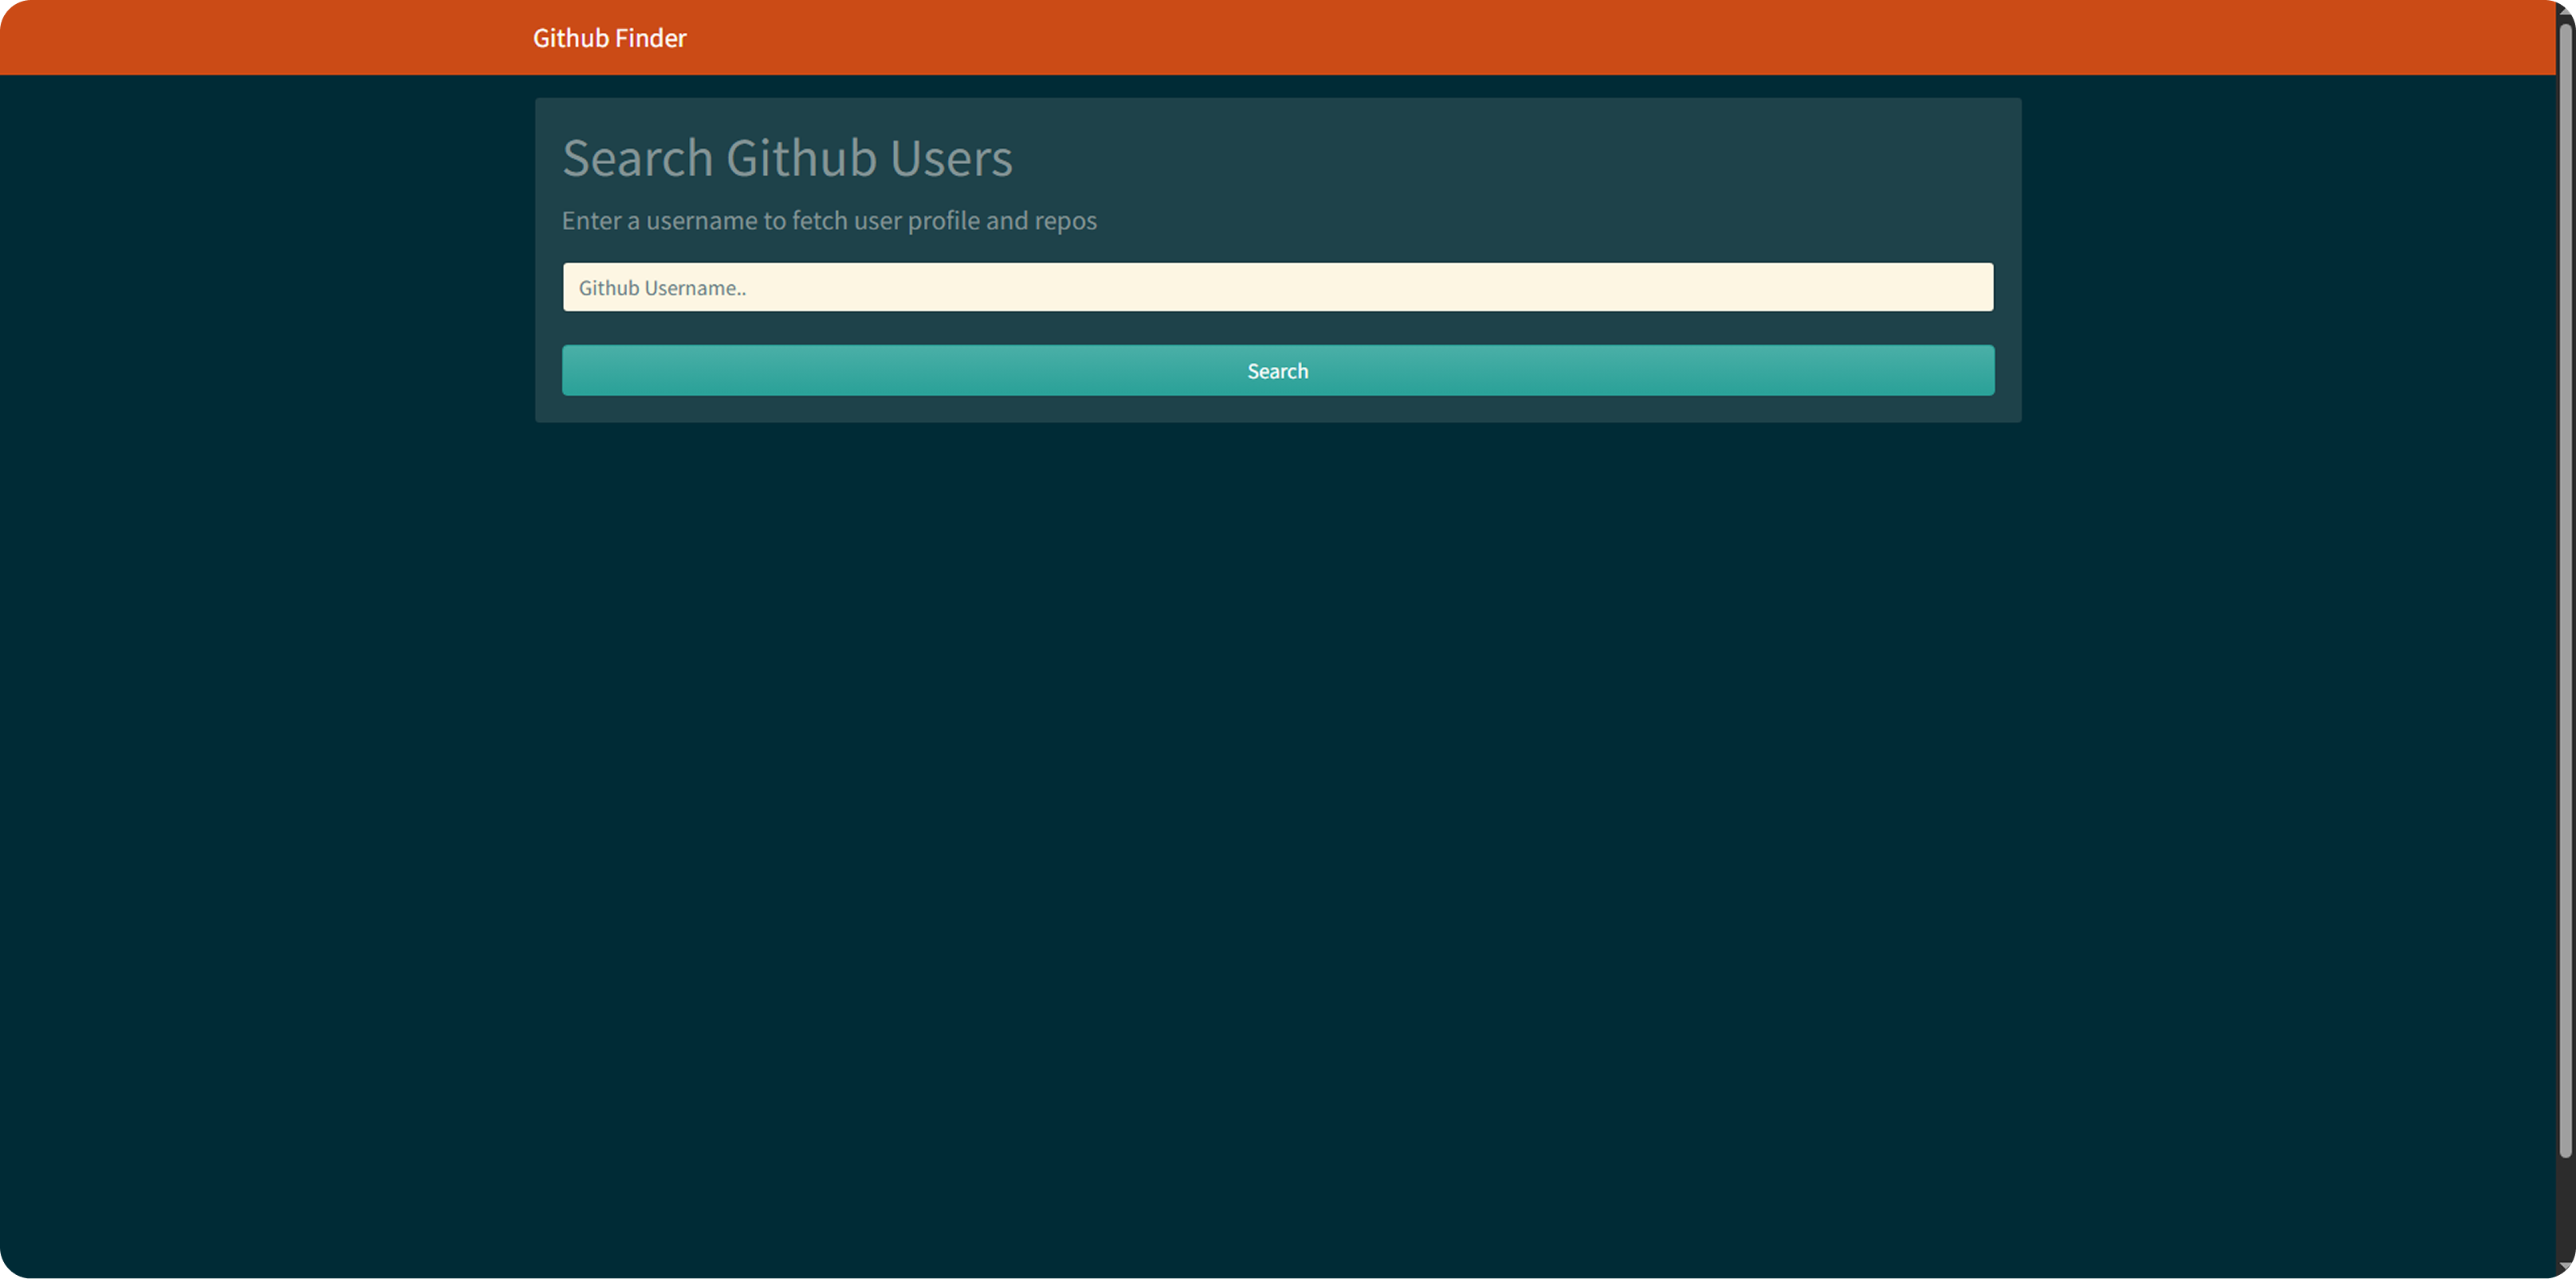 Github Finder
Search Github Users
Enter a username to fetch user profile and repos
Github Username..
Search